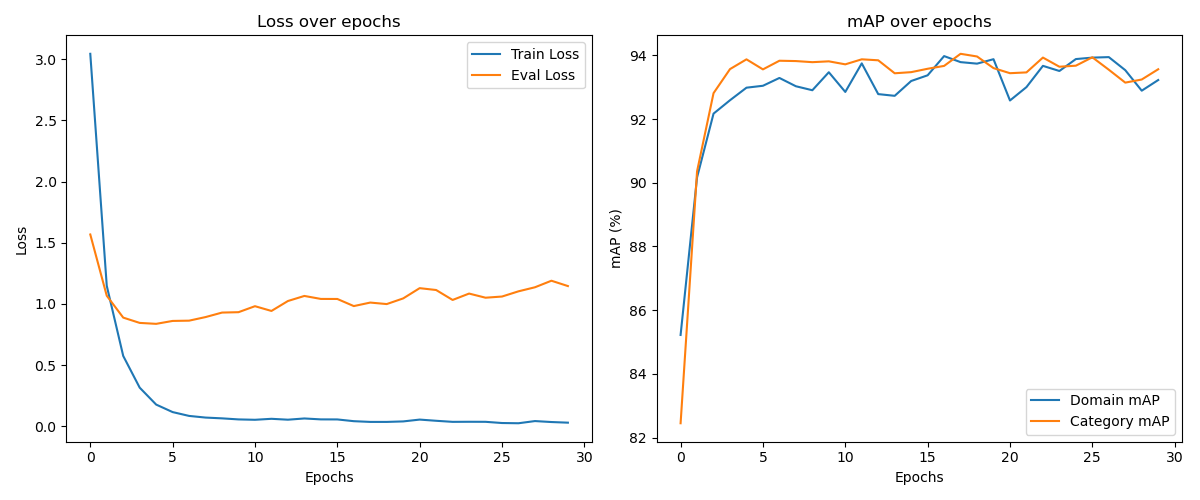 Loss over epochs
3.0
2.5
2.0
1.5
1.0
0.5
0.0
Loss
0 5 10 15 20 25 30
Epochs
Train Loss
Eval Loss
mAP over epochs
94
92
90
88
86
84
82
mAP (%)
0 5 10 15 20 25 30
Epochs
Domain mAP
Category mAP